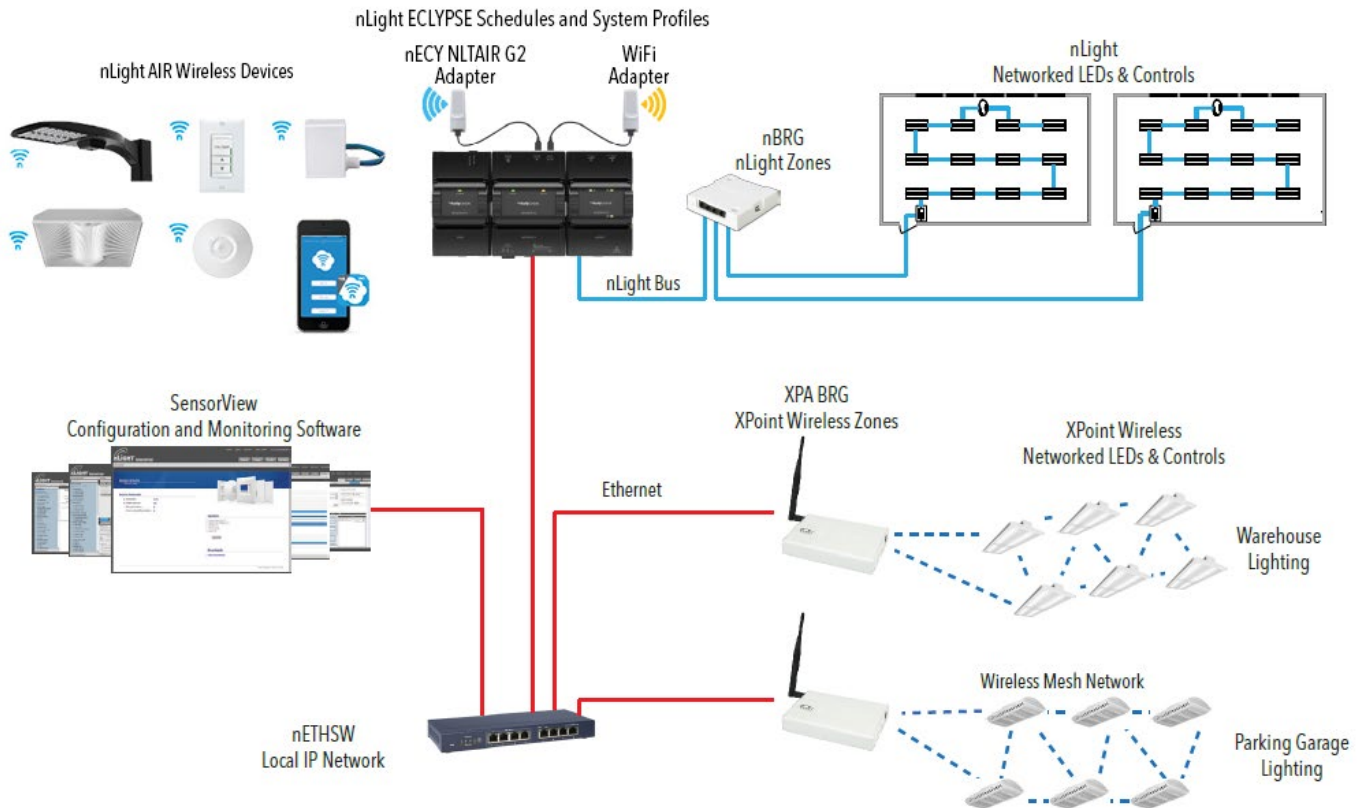 nLight ECLYPSE Schedules and System Profiles
nECY NLTAIR G2
Adapter
WiFi
Adapter
nLight AIR Wireless Devices
nLight
Networked LEDs & Controls
nBRG
nLight Zones
nLight Bus
SensorView
Configuration and Monitoring Software
XPA BRG
XPoint Wireless Zones
XPoint Wireless
Networked LEDs & Controls
Ethernet
Warehouse
Lighting
Wireless Mesh Network
nETHSW
Local IP Network
Parking Garage
Lighting